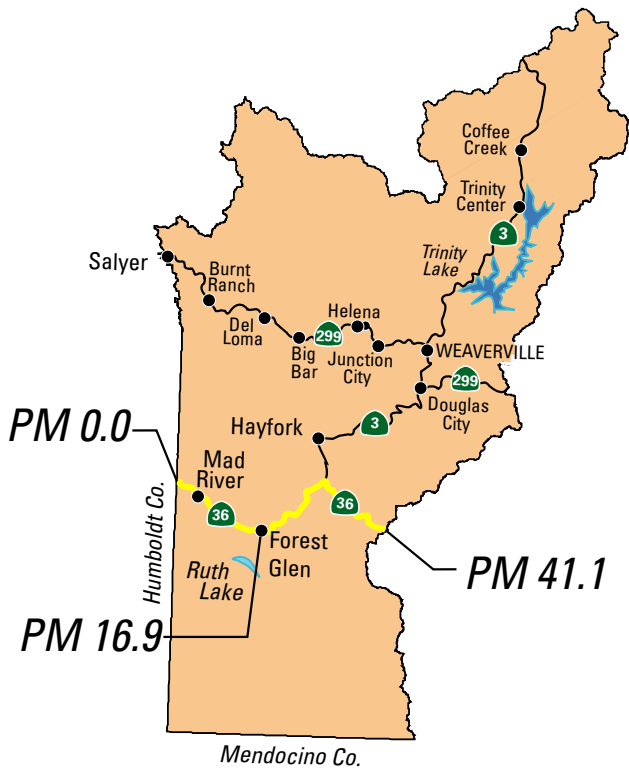 Coffee
Creek
Trinity
Center
3
Trinity
Lake
Salyer
Burnt
Ranch
Del
Loma
Helena
299
Big
Bar
Junction
City
WEAVERVILLE
299
Douglas
City
Hayfork
3
PM 0.0
Mad
River
36
36
Humboldt Co.
Forest
Glen
Ruth
Lake
PM 41.1
PM 16.9
Mendocino Co.